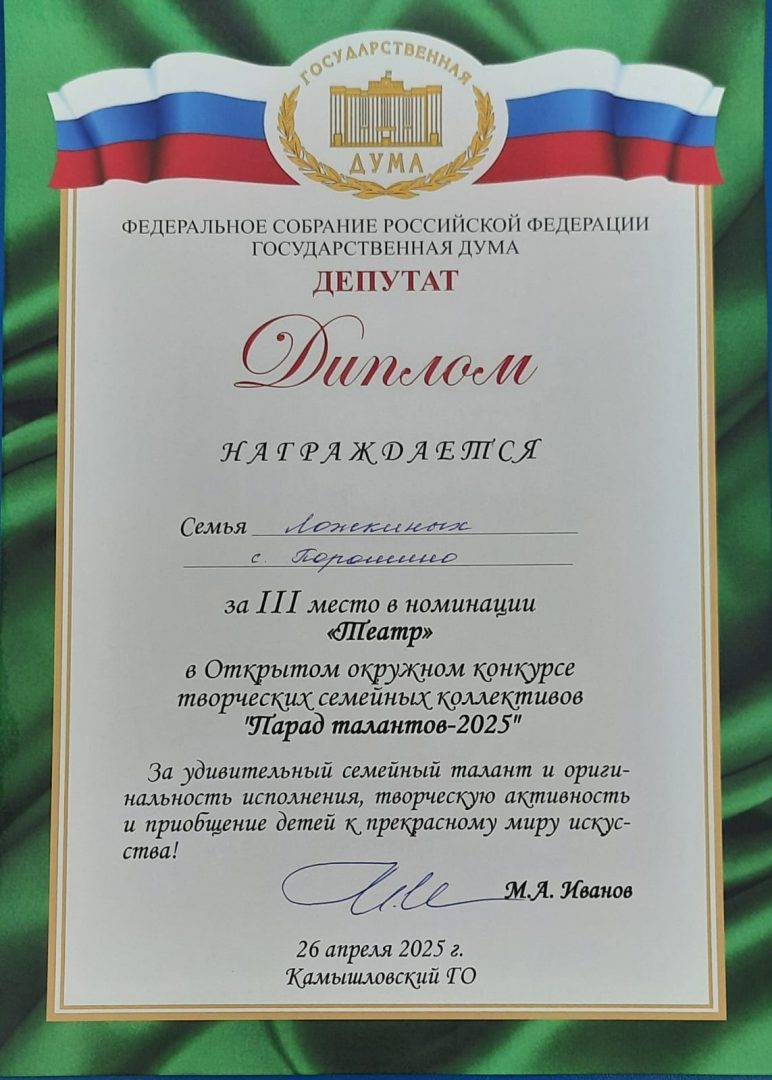 ГОСУДАРСТВЕННАЯ
ДУМА
ФЕДЕРАЛЬНОЕ СОБРАНИЕ РОССИЙСКОЙ ФЕДЕРАЦИИ
ГОСУДАРСТВЕННАЯ ДУМА
ДЕПУТАТ
Диплом
НАГРАЖДАЕТСЯ
Семья Ложкиных
с. Порошино
за III место в номинации
«Театр»
в Открытом окружном конкурсе
творческих семейных коллективов
"Парад талантов-2025"
За удивительный семейный талант и ориги-
нальность исполнения, творческую активность
и приобщение детей к прекрасному миру искус-
ства!
М.А. Иванов
26 апреля 2025 г.
Камышловский ГО